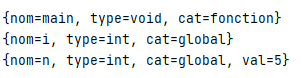 {nom=main, type=void, cat=fonction}
{nom=i, type=int, cat=global}
{nom=n, type=int, cat=global, val=5}